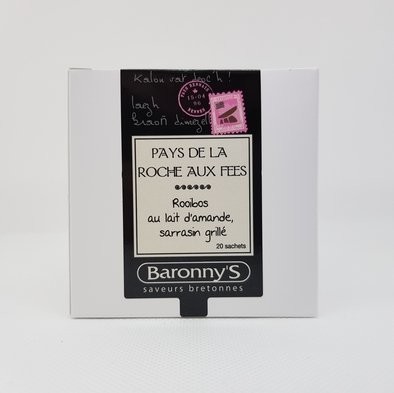 Kalon vat deoc'h !
PAYS DE LA
ROCHE AUX FEES
Rooibos
au lait d'amande,
sarrasin grillé
20 sachets
Baronny'S
saveurs bretonnes